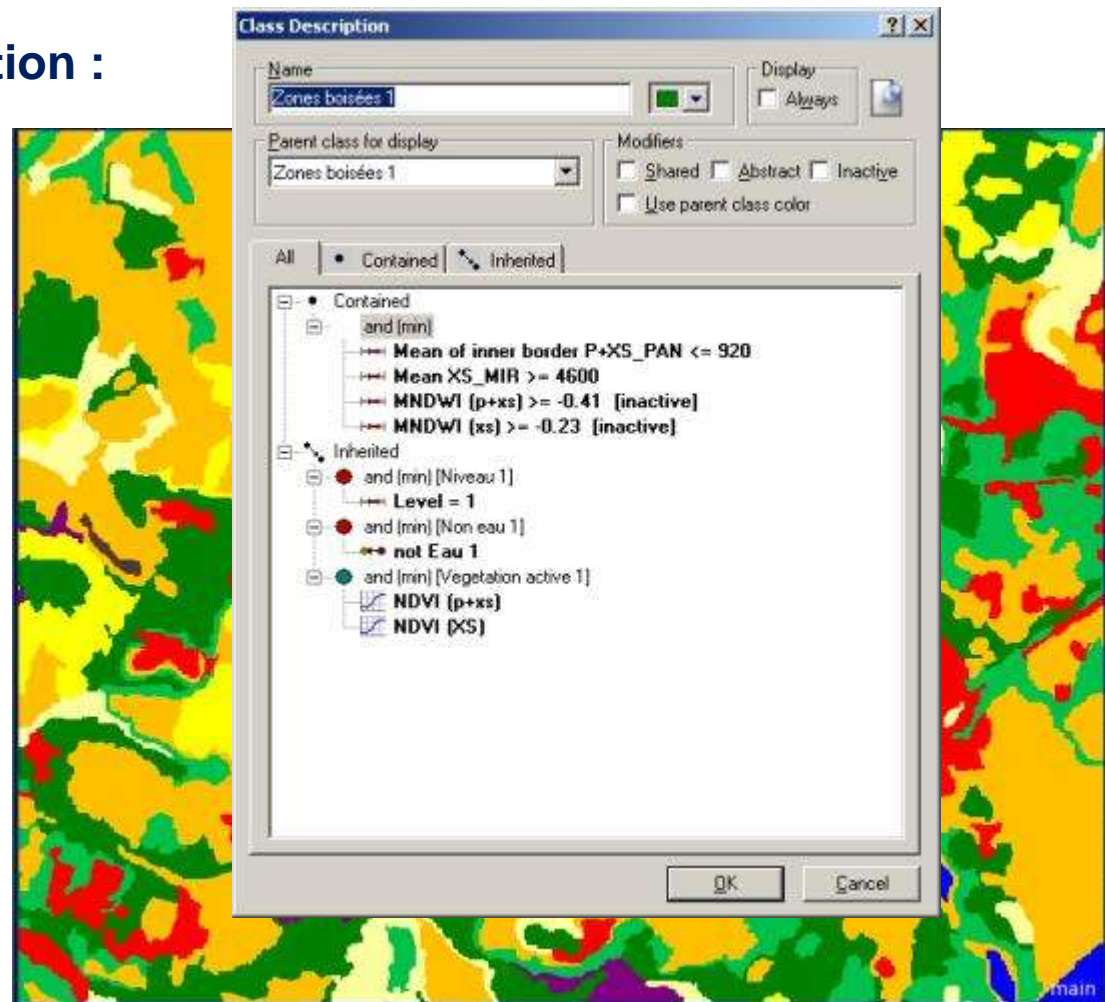 tion :
Class Description
Name
Zones boisées 1
Display
Always
Parent class for display
Zones boisées 1
Modifiers
Shared Abstract Inactive
Use parent class color
All Contained Inherited
Contained
and (min)
Mean of inner border P+XS_PAN <= 920
Mean XS_MIR >= 4600
MNDWI (p+xs) >= -0.41 [inactive]
MNDWI (xs) >= -0.23 [inactive]
Inherited
and (min) [Niveau 1]
Level = 1
and (min) [Non eau 1]
not Eau 1
and (min) [Vegetation active 1]
NDVI (p+xs)
NDVI (XS)
OK Cancel
main